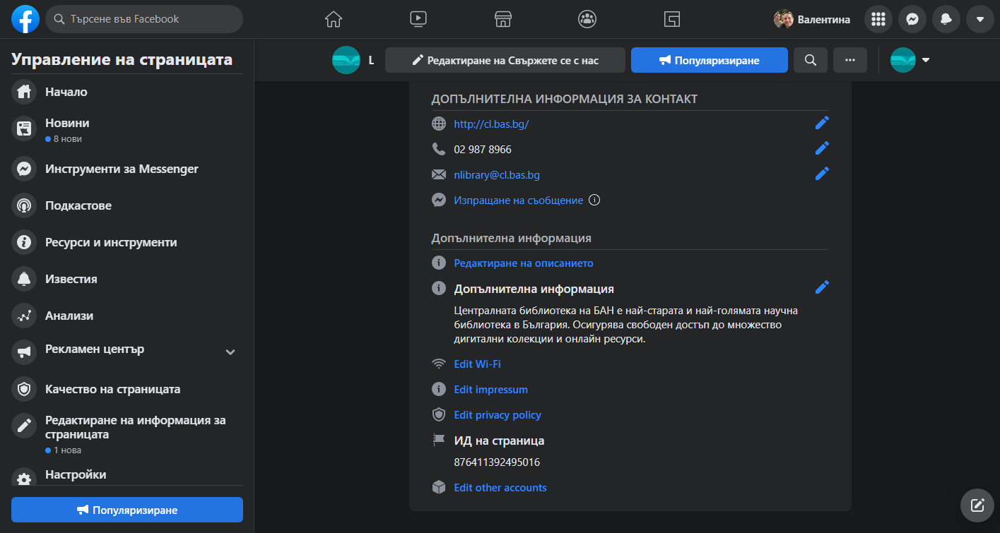 Търсене във Facebook
Валентина
Управление на страницата
L
Редактиране на Свържете се с нас
Популяризиране
Начало
Новини
8 нови
Инструменти за Messenger
Подкастове
Ресурси и инструменти
Известия
Анализи
Рекламен център
Качество на страницата
Редактиране на информация за
страницата
1 нова
Настройки
Популяризиране
ДОПЪЛНИТЕЛНА ИНФОРМАЦИЯ ЗА КОНТАКТ
http://cl.bas.bg/
02 987 8966
nlibrary@cl.bas.bg
Изпращане на съобщение
Допълнителна информация
Редактиране на описанието
Допълнителна информация
Централната библиотека на БАН е най-старата и най-голямата научна
библиотека в България. Осигурява свободен достъп до множество
дигитални колекции и онлайн ресурси.
Edit Wi-Fi
Edit impressum
Edit privacy policy
ИД на страница
876411392495016
Edit other accounts